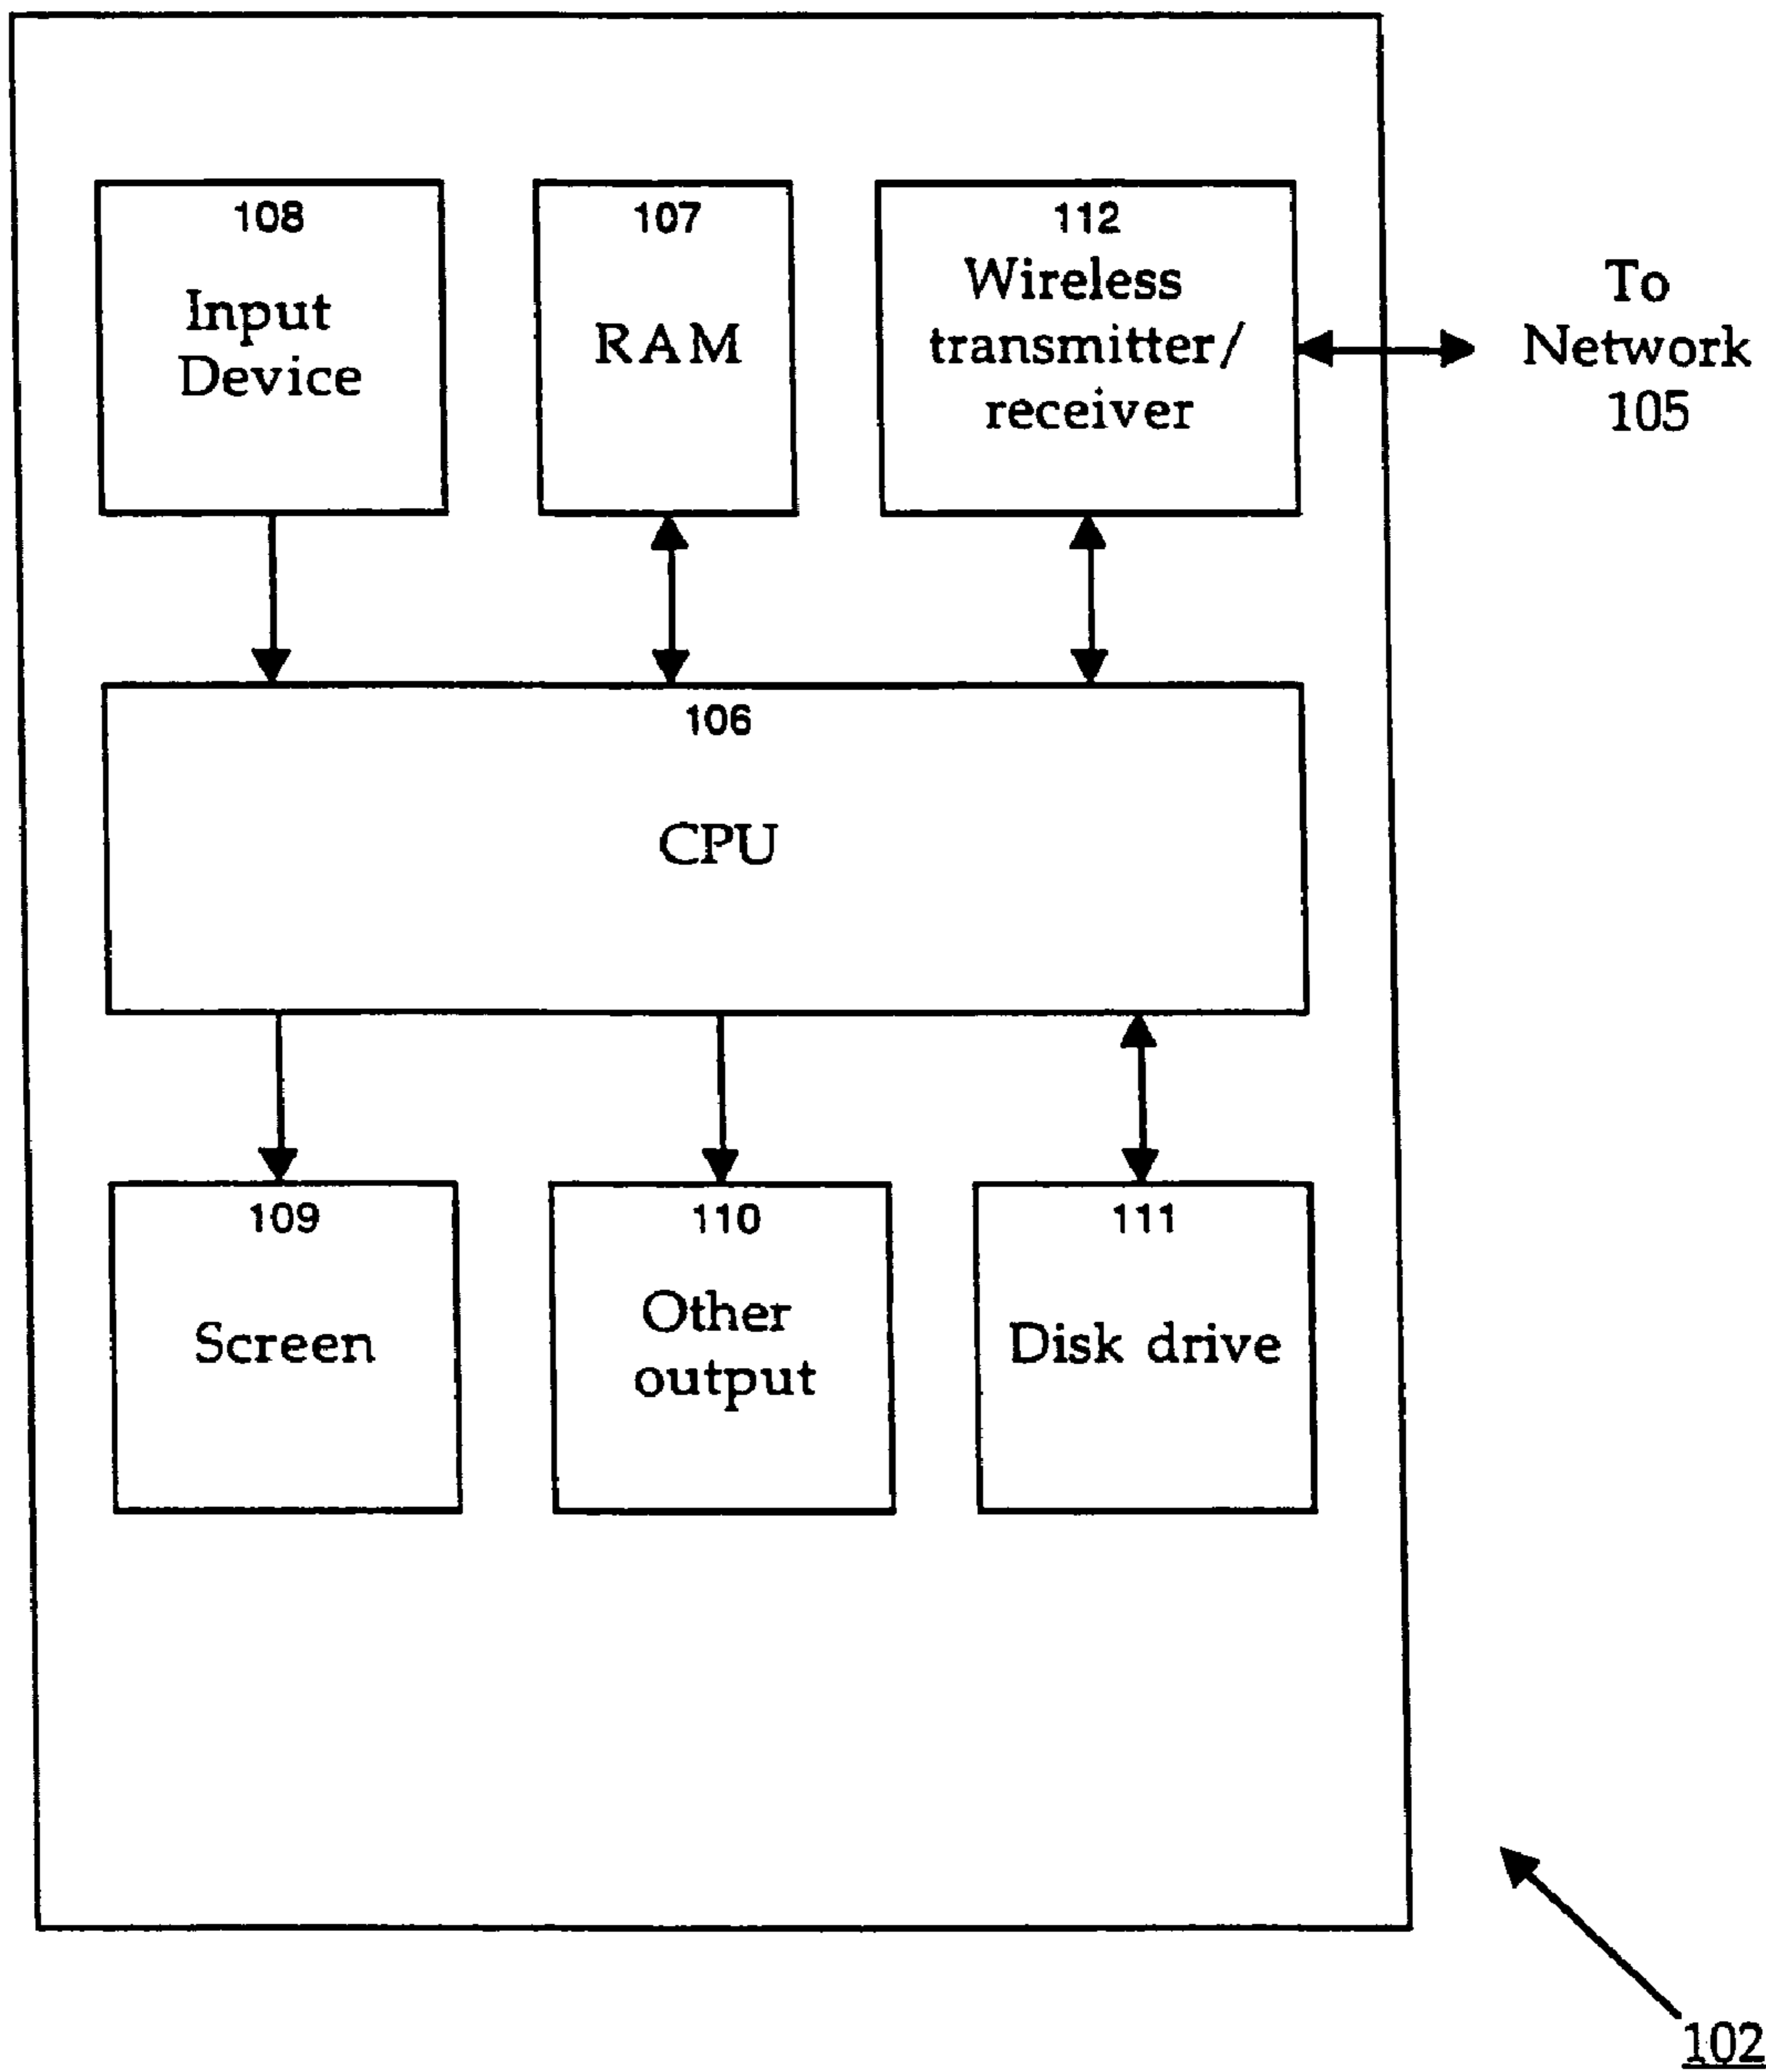 108
Input
Device
107
RAM
112
Wireless
transmitter/
receiver
To
Network
105
106
CPU
109
Screen
110
Other
output
111
Disk drive
102